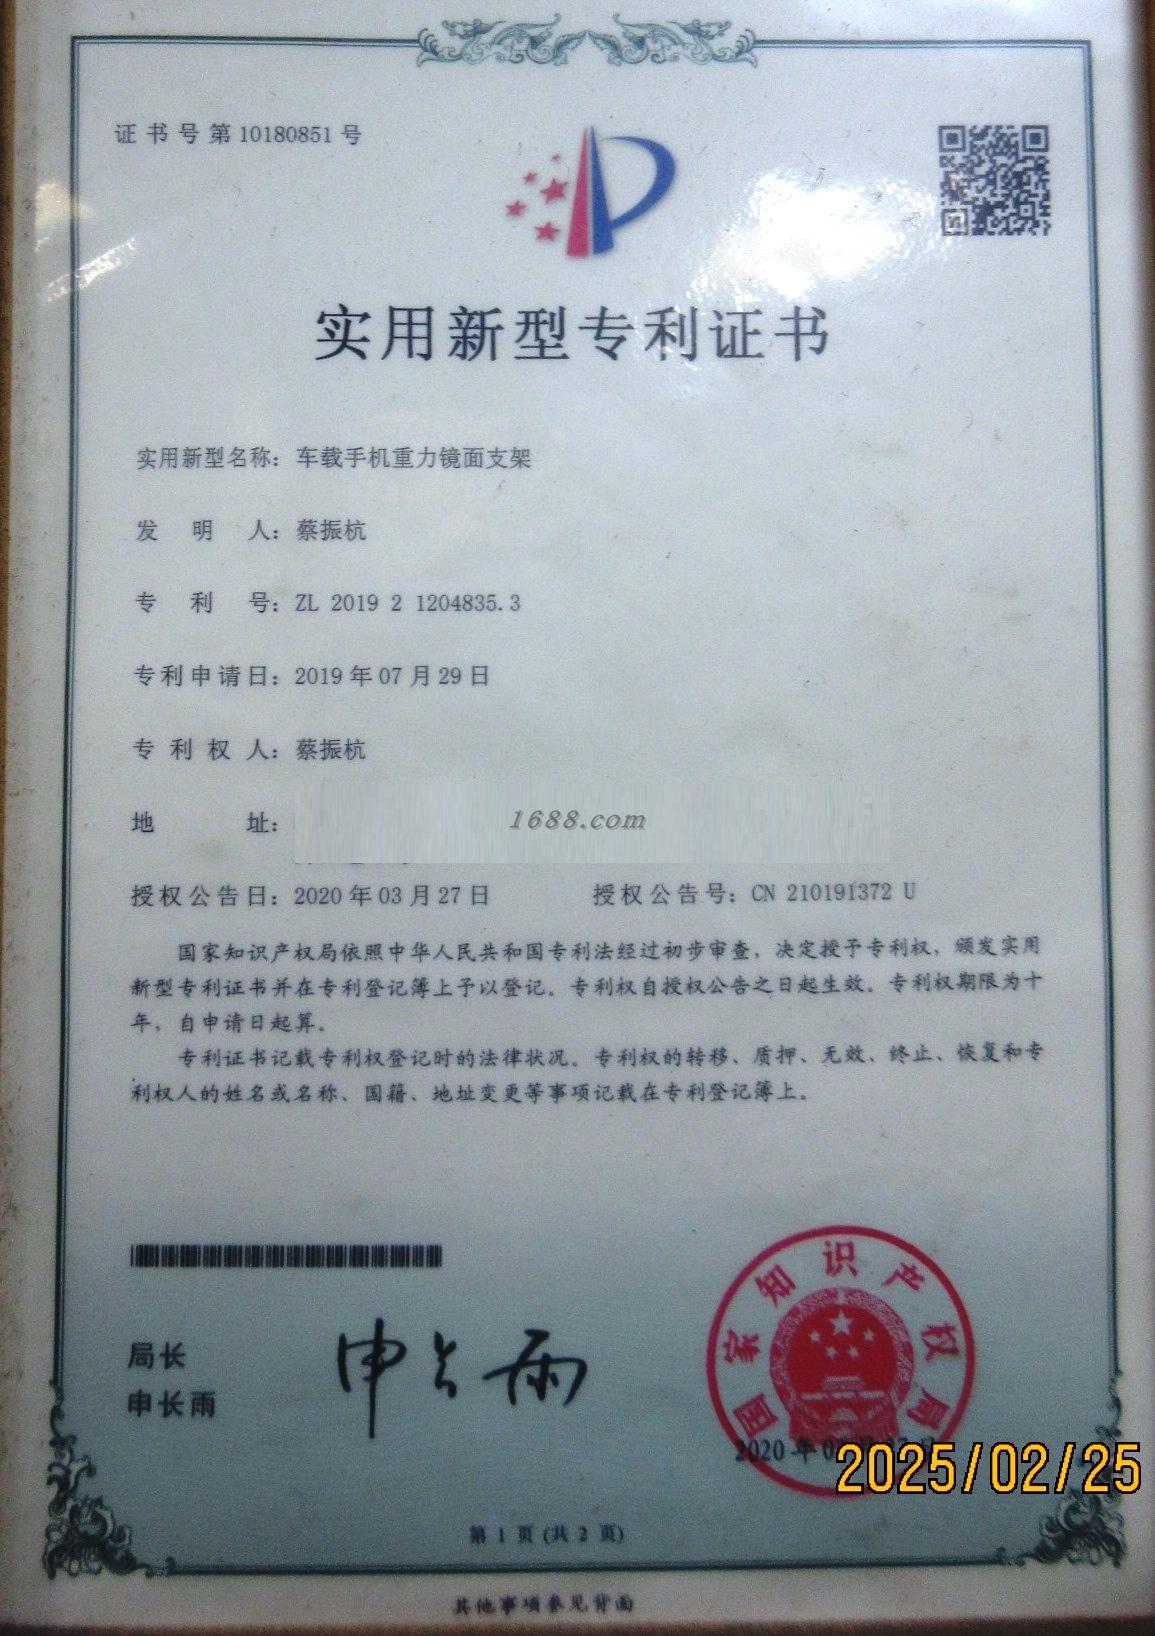 证书号第10180851号
实用新型专利证书
实用新型名称：车载手机重力镜面支架
发明人：蔡振杭
专利号：ZL 2019 2 1204835.3
专利申请日：2019年07月29日
专利权人：蔡振杭
地址：
1688.com
授权公告日：2020年03月27日 授权公告号：CN 210191372 U
国家知识产权局依照中华人民共和国专利法经过初步审查，决定授予专利权，颁发实用
新型专利证书并在专利登记簿上予以登记。专利权自授权公告之日起生效。专利权期限为十
年，自申请日起算。
专利证书记载专利权登记时的法律状况。专利权的转移、质押、无效、终止、恢复和专
利权人的姓名或名称、国籍、地址变更等事项记载在专利登记簿上。
局长
申长雨
申长雨
国家知识产权局
2020年
2025/02/25
第 1 页 (共 2 页)
其他事项参见背面